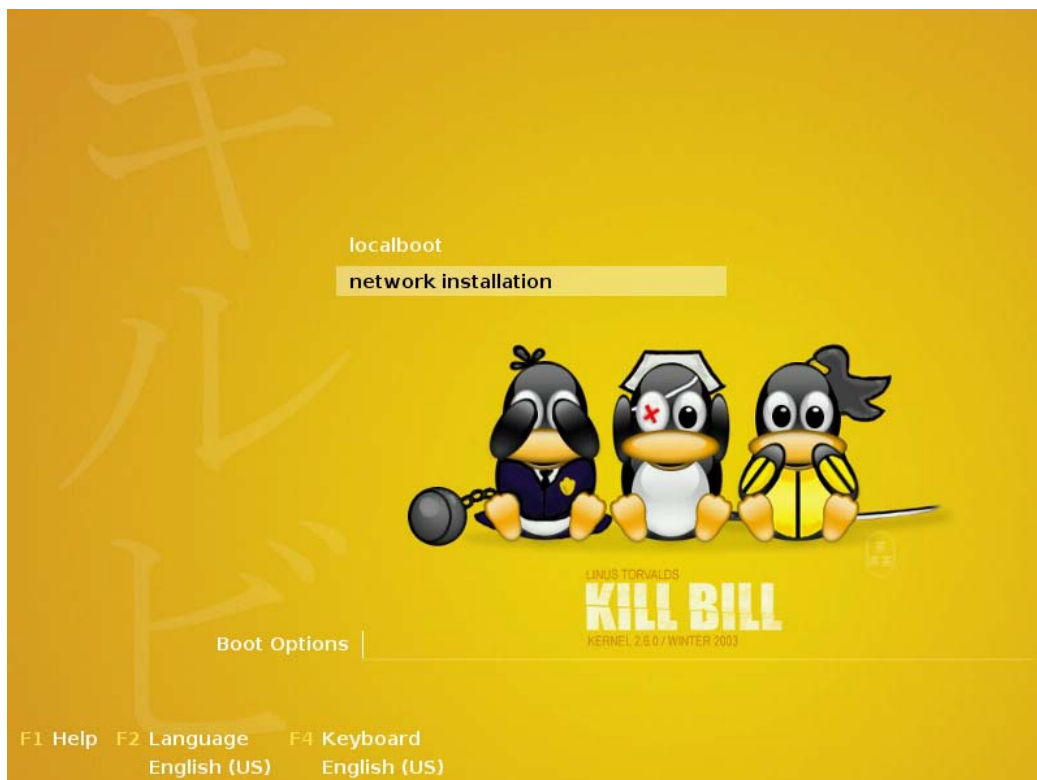 キルビ
localboot
network installation
LINUS TORVALDS
KILL BILL
KERNEL 2.6.0 / WINTER 2003
Boot Options
F1 Help F2 Language F4 Keyboard
English (US) English (US)